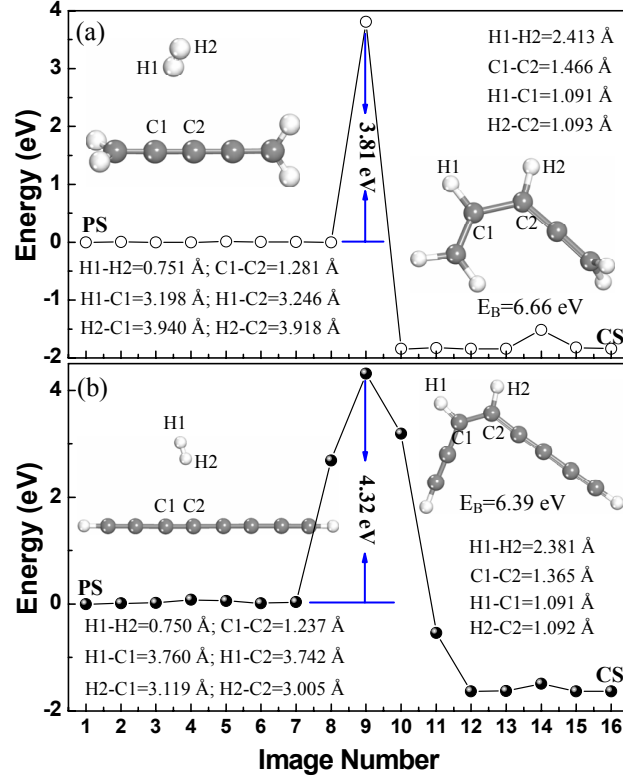 4
3
2
1
0
-1
-2
Energy (eV)
(a)
H2
H1
C1 C2
PS
H1-H2=0.751 Å; C1-C2=1.281 Å
H1-C1=3.198 Å; H1-C2=3.246 Å
H2-C1=3.940 Å; H2-C2=3.918 Å
3.81 eV
H1-H2=2.413 Å
C1-C2=1.466 Å
H1-C1=1.091 Å
H2-C2=1.093 Å
H1 H2
C1 C2
E_B=6.66 eV
CS
4
2
0
-2
Energy (eV)
(b)
H1
H2
C1 C2
PS
H1-H2=0.750 Å; C1-C2=1.237 Å
H1-C1=3.760 Å; H1-C2=3.742 Å
H2-C1=3.119 Å; H2-C2=3.005 Å
4.32 eV
H1 H2
C1 C2
E_B=6.39 eV
H1-H2=2.381 Å
C1-C2=1.365 Å
H1-C1=1.091 Å
H2-C2=1.092 Å
CS
1 2 3 4 5 6 7 8 9 10 11 12 13 14 15 16
Image Number